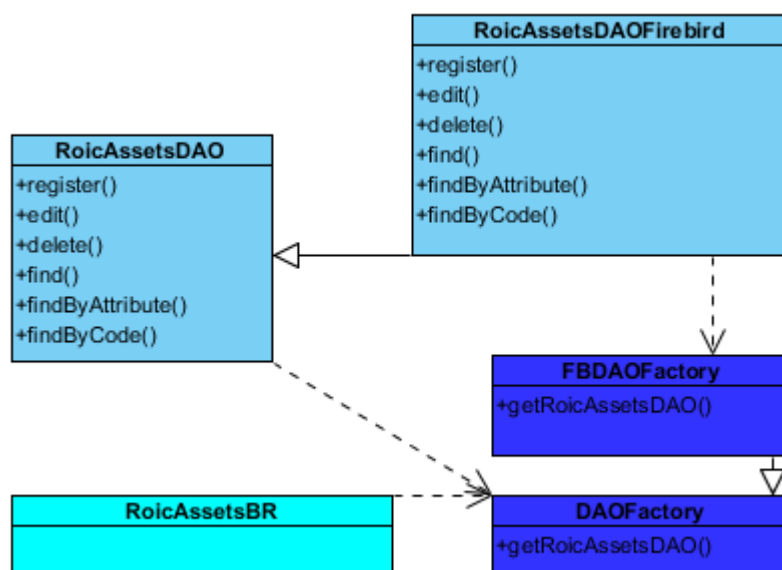 RoicAssetsDAOFirebird
+register()
+edit()
+delete()
+find()
+findByAttribute()
+findByCode()
RoicAssetsDAO
+register()
+edit()
+delete()
+find()
+findByAttribute()
+findByCode()
FBDAOFactory
+getRoicAssetsDAO()
RoicAssetsBR
DAOFactory
+getRoicAssetsDAO()